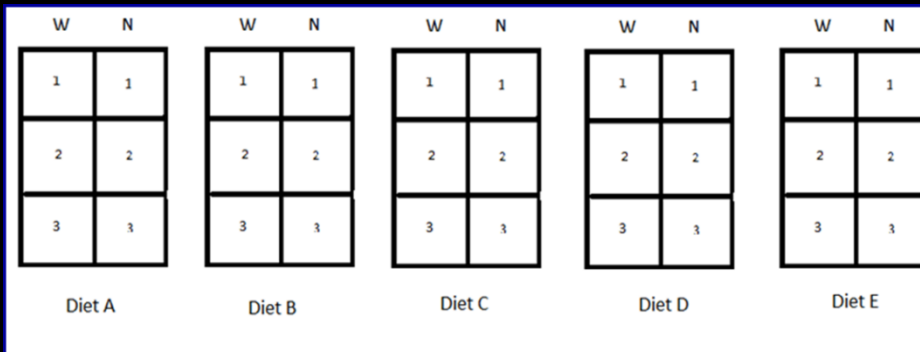 W N W N W N W N W N
1 1 1 1 1 1 1 1 1 1
2 2 2 2 2 2 2 2 2 2
3 3 3 3 3 3 3 3 3 3
Diet A Diet B Diet C Diet D Diet E